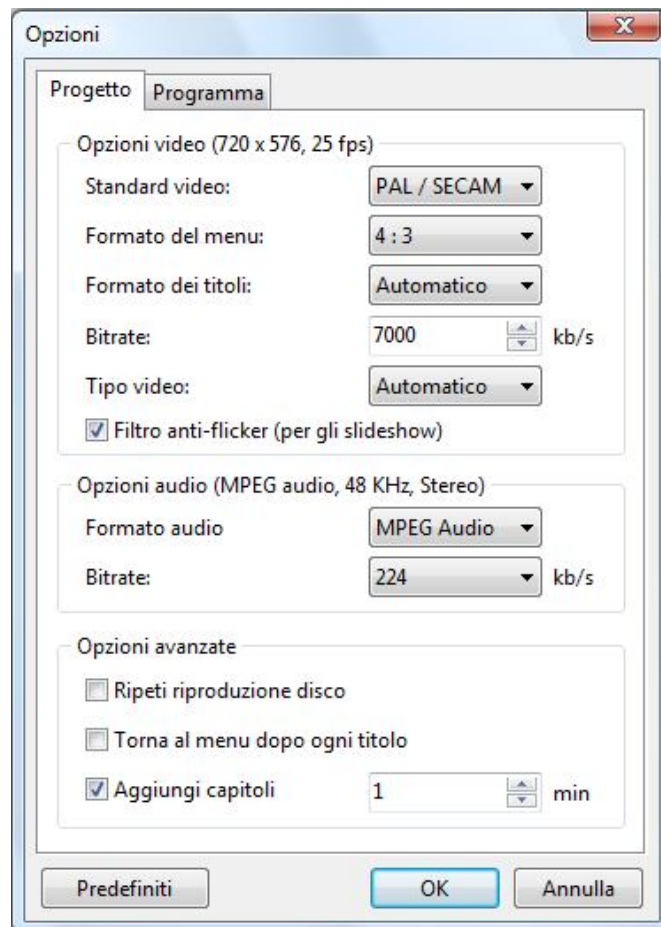 Opzioni
Progetto Programma
Opzioni video (720 x 576, 25 fps)
Standard video: PAL / SECAM
Formato del menu: 4 : 3
Formato dei titoli: Automatico
Bitrate: 7000 kb/s
Tipo video: Automatico
Filtro anti-flicker (per gli slideshow)
Opzioni audio (MPEG audio, 48 KHz, Stereo)
Formato audio MPEG Audio
Bitrate: 224 kb/s
Opzioni avanzate
Ripeti riproduzione disco
Torna al menu dopo ogni titolo
Aggiungi capitoli 1 min
Predefiniti OK Annulla